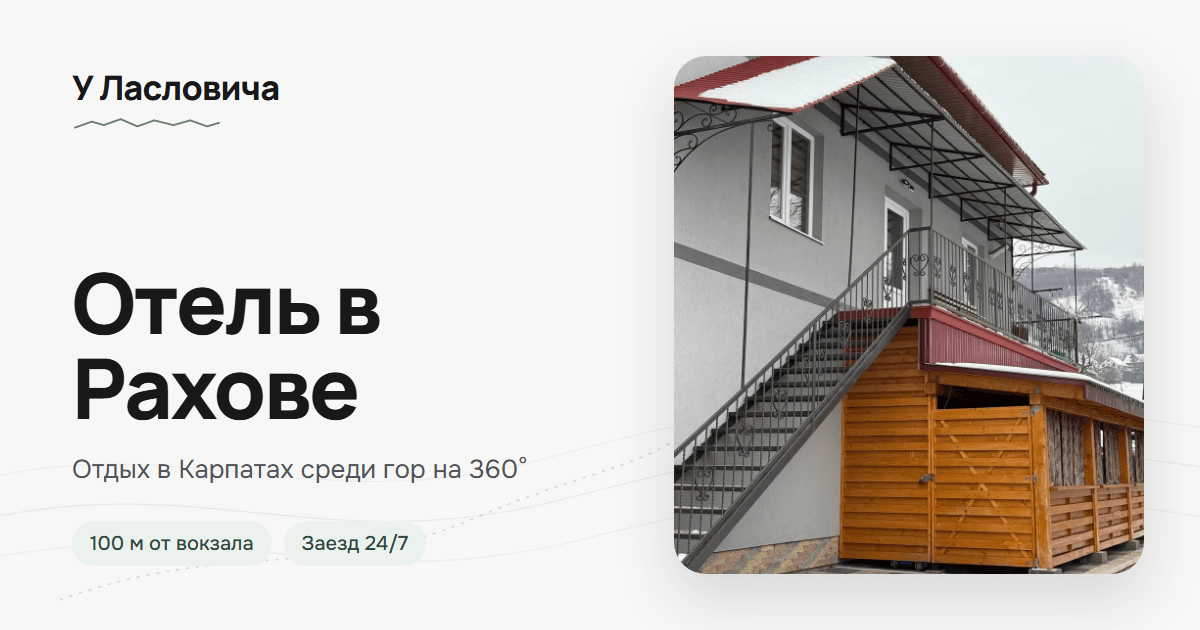 У Ласловича
Отель в
Рахове
Отдых в Карпатах среди гор на 360°
100 м от вокзала
Заезд 24/7